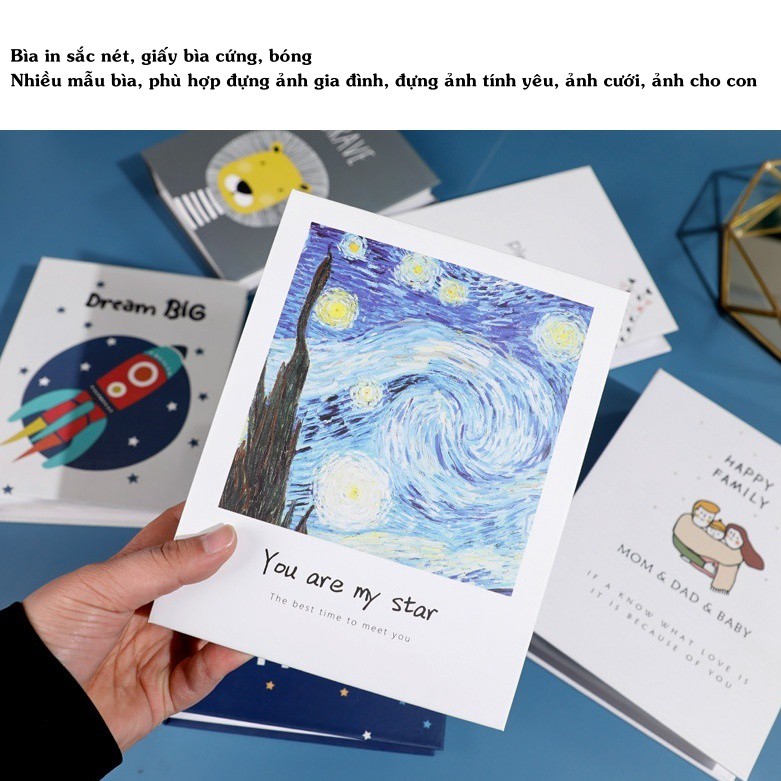 Bìa in sắc nét, giấy bìa cứng, bóng
Nhiều mẫu bìa, phù hợp đựng ảnh gia đình, đựng ảnh tính yêu, ảnh cưới, ảnh cho con
Dream BIG
You are my star
The best time to meet you
HAPPY
FAMILY
MOM & DAD & BABY
IF A KNOW WHAT LOVE IS
IT IS BECAUSE OF YOU